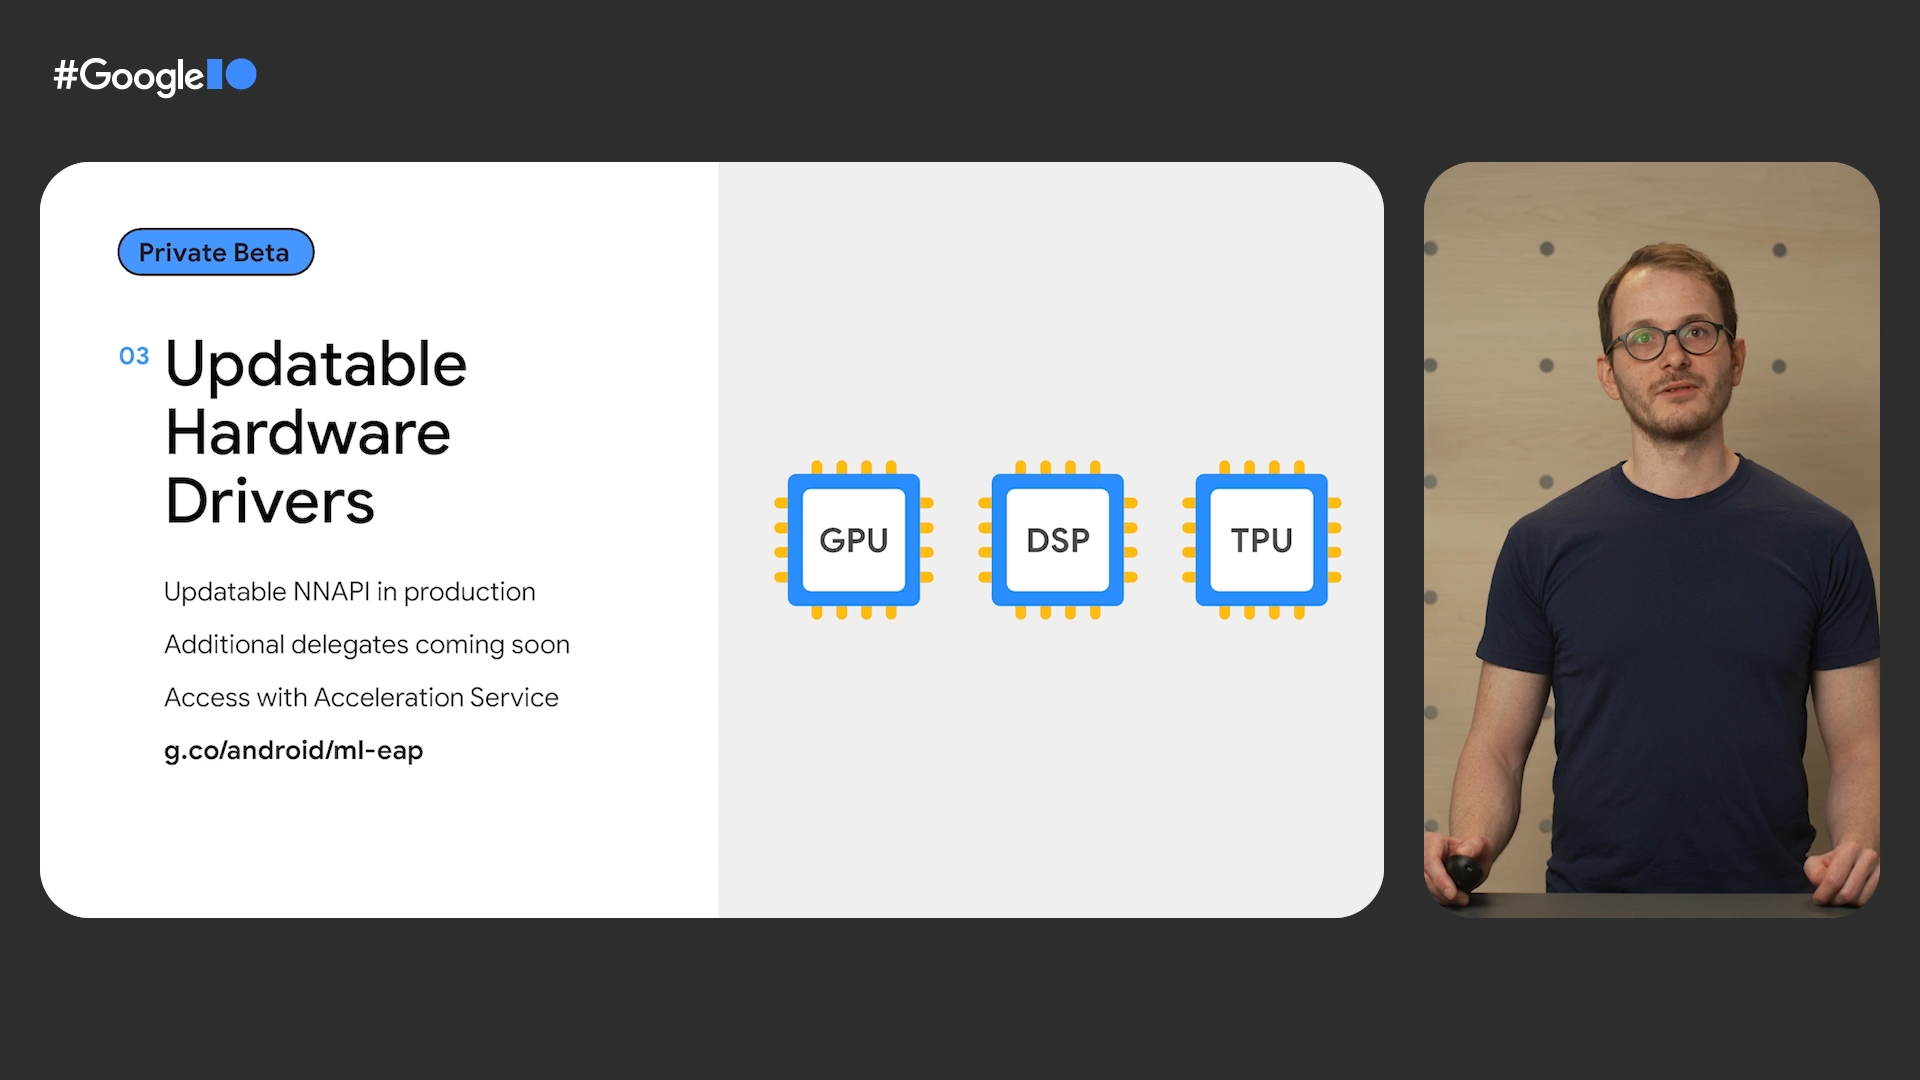 #Google
Private Beta
03
Updatable
Hardware
Drivers
Updatable NNAPI in production
Additional delegates coming soon
Access with Acceleration Service
g.co/android/ml-eap
GPU
DSP
TPU